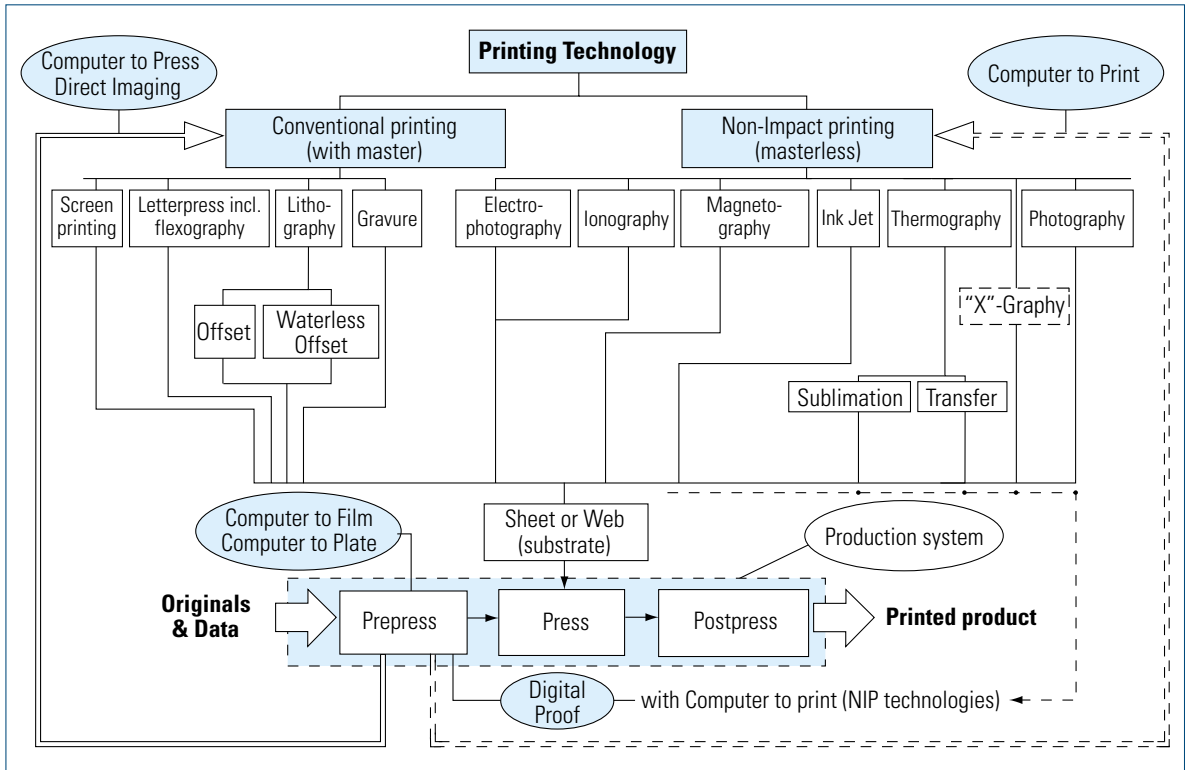 Printing Technology
Computer to Press
Direct Imaging
Computer to Print
Conventional printing
(with master)
Non-Impact printing
(masterless)
Screen
printing
Letterpress incl.
flexography
Litho-
graphy
Gravure
Electro-
photography
Ionography
Magneto-
graphy
Ink Jet
Thermography
Photography
"X"-Graphy
Offset
Waterless
Offset
Sublimation
Transfer
Computer to Film
Computer to Plate
Sheet or Web
(substrate)
Production system
Originals
& Data
Prepress
Press
Postpress
Printed product
Digital
Proof
with Computer to print (NIP technologies)